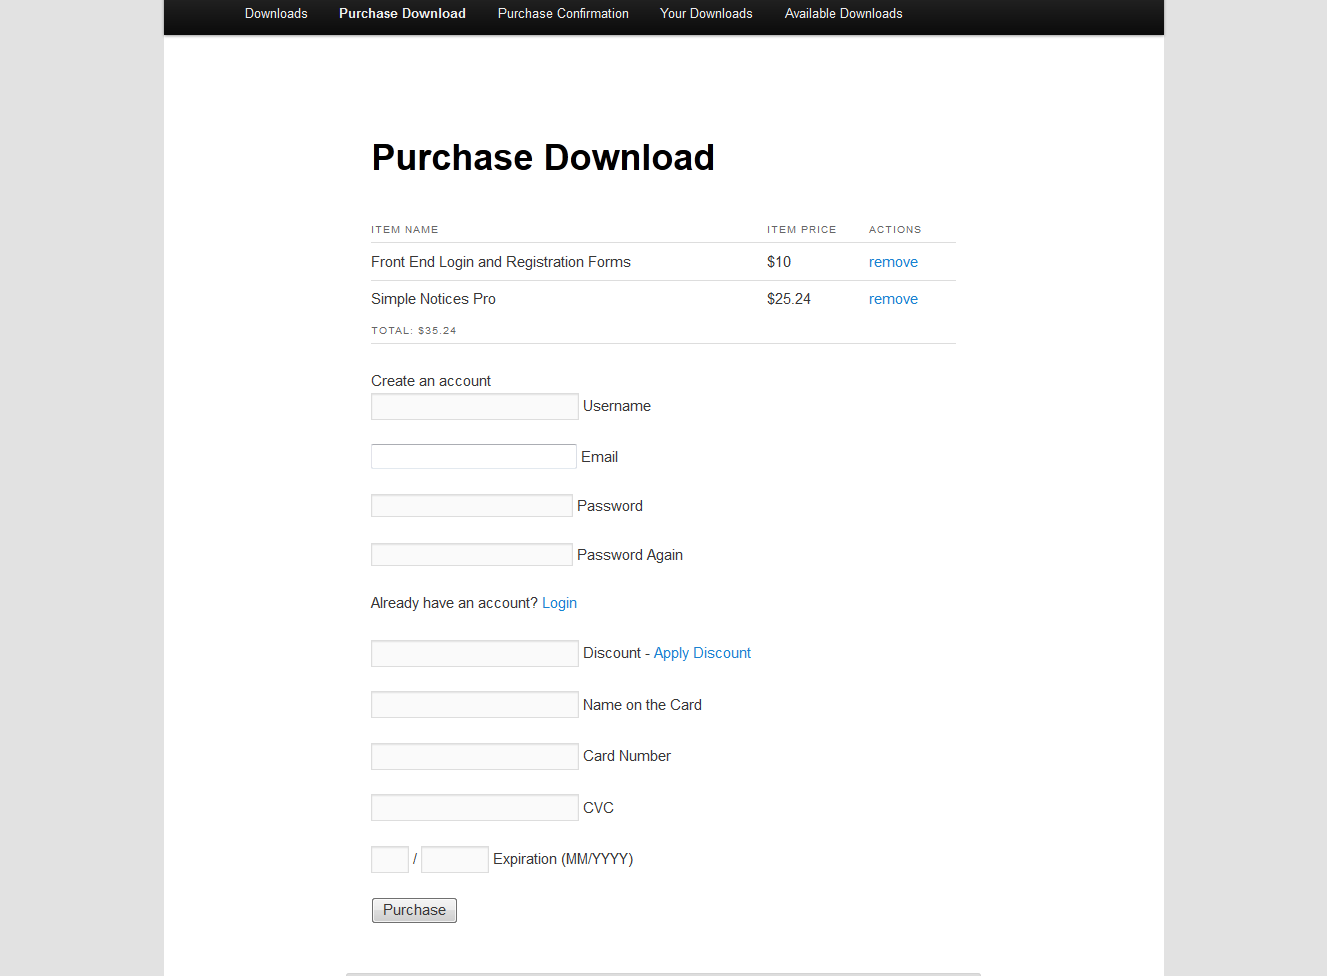 Downloads Purchase Download Purchase Confirmation Your Downloads Available Downloads
Purchase Download
ITEM NAME ITEM PRICE ACTIONS
Front End Login and Registration Forms $10 remove
Simple Notices Pro $25.24 remove
TOTAL: $35.24
Create an account
Username
Email
Password
Password Again
Already have an account? Login
Discount - Apply Discount
Name on the Card
Card Number
CVC
/ Expiration (MM/YYYY)
Purchase